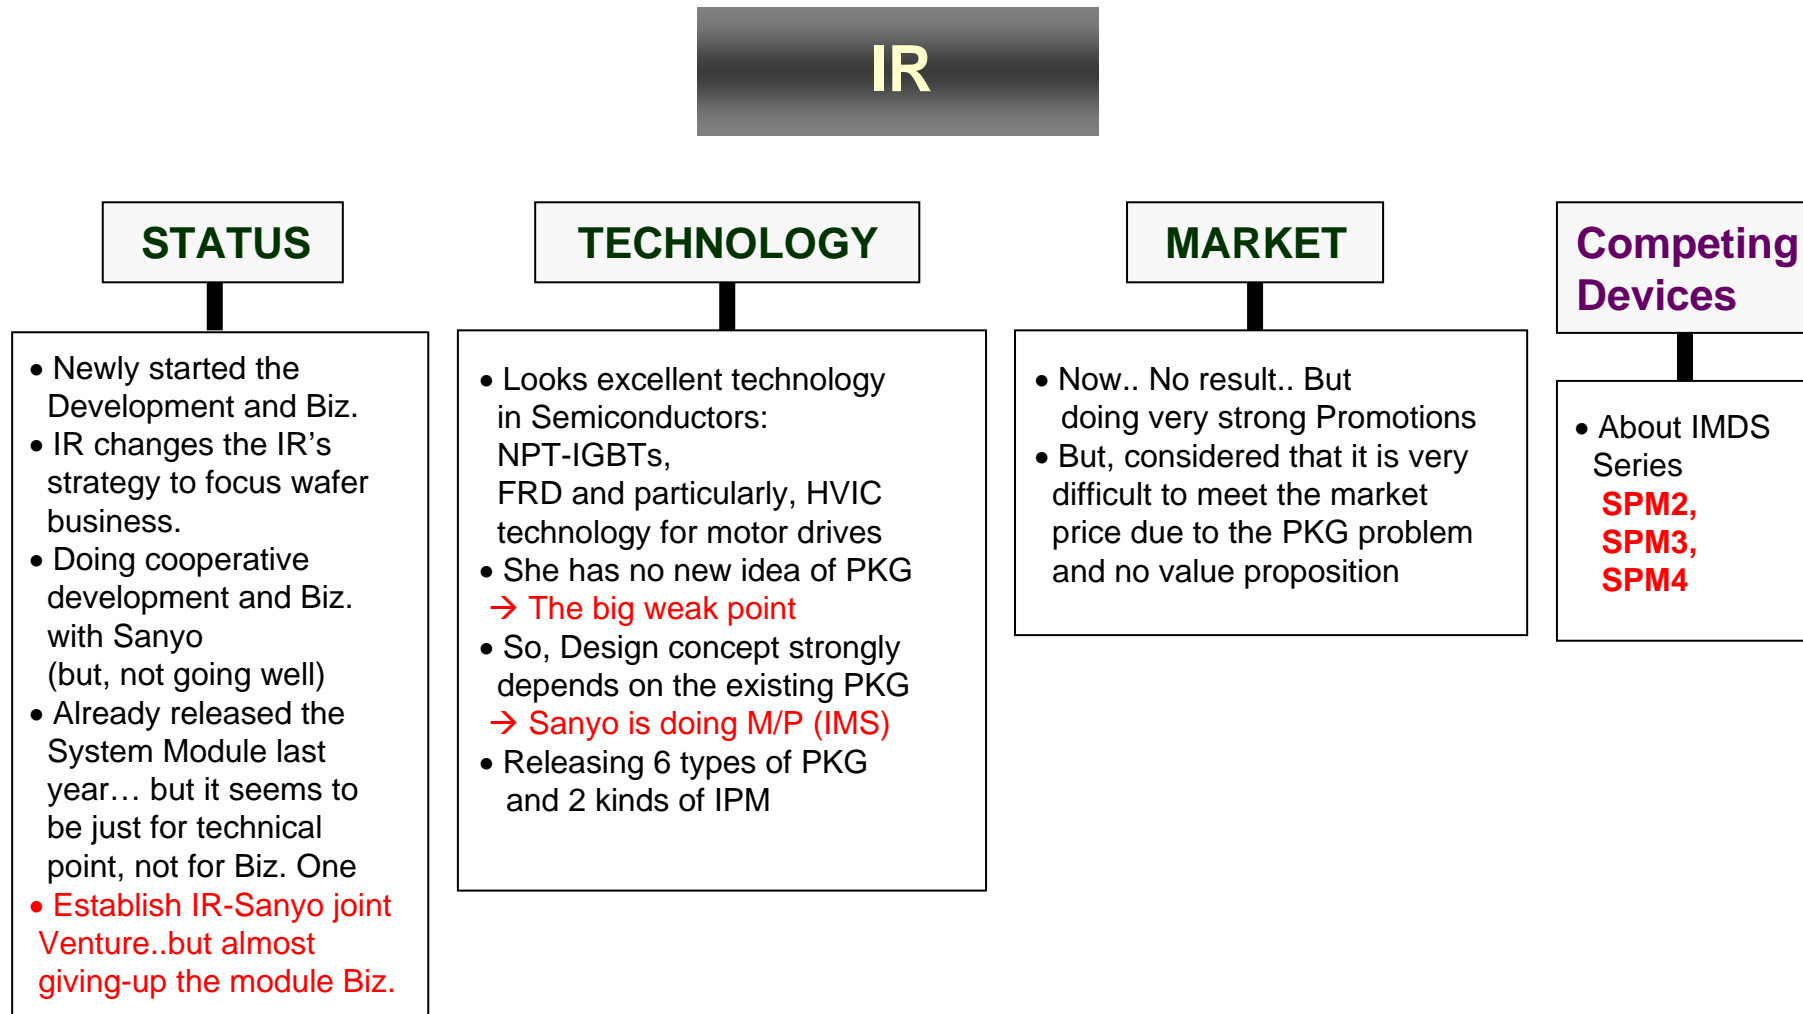 IR
STATUS
• Newly started the
Development and Biz.
• IR changes the IR’s
strategy to focus wafer
business.
• Doing cooperative
development and Biz.
with Sanyo
(but, not going well)
• Already released the
System Module last
year… but it seems to
be just for technical
point, not for Biz. One
• Establish IR-Sanyo joint
Venture..but almost
giving-up the module Biz.
TECHNOLOGY
• Looks excellent technology
in Semiconductors:
NPT-IGBTs,
FRD and particularly, HVIC
technology for motor drives
• She has no new idea of PKG
→ The big weak point
• So, Design concept strongly
depends on the existing PKG
→ Sanyo is doing M/P (IMS)
• Releasing 6 types of PKG
and 2 kinds of IPM
MARKET
• Now.. No result.. But
doing very strong Promotions
• But, considered that it is very
difficult to meet the market
price due to the PKG problem
and no value proposition
Competing
Devices
• About IMDS
Series
SPM2,
SPM3,
SPM4